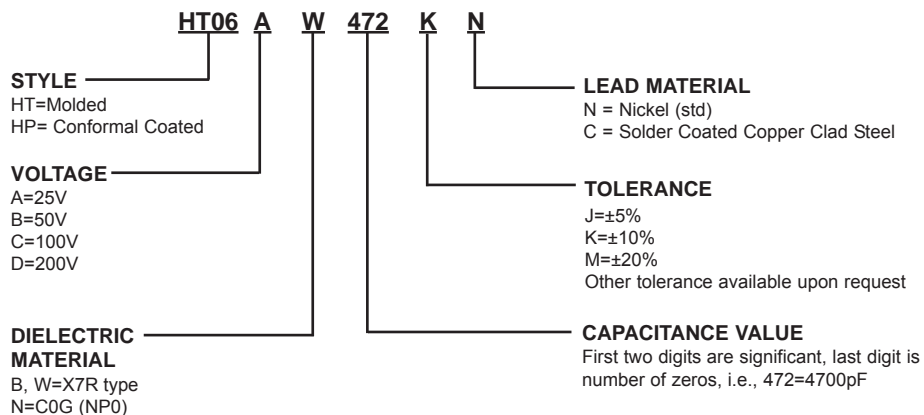 HT06 A W 472 K N
STYLE
HT=Molded
HP= Conformal Coated
VOLTAGE
A=25V
B=50V
C=100V
D=200V
DIELECTRIC
MATERIAL
B, W=X7R type
N=C0G (NP0)
LEAD MATERIAL
N = Nickel (std)
C = Solder Coated Copper Clad Steel
TOLERANCE
J=±5%
K=±10%
M=±20%
Other tolerance available upon request
CAPACITANCE VALUE
First two digits are significant, last digit is
number of zeros, i.e., 472=4700pF